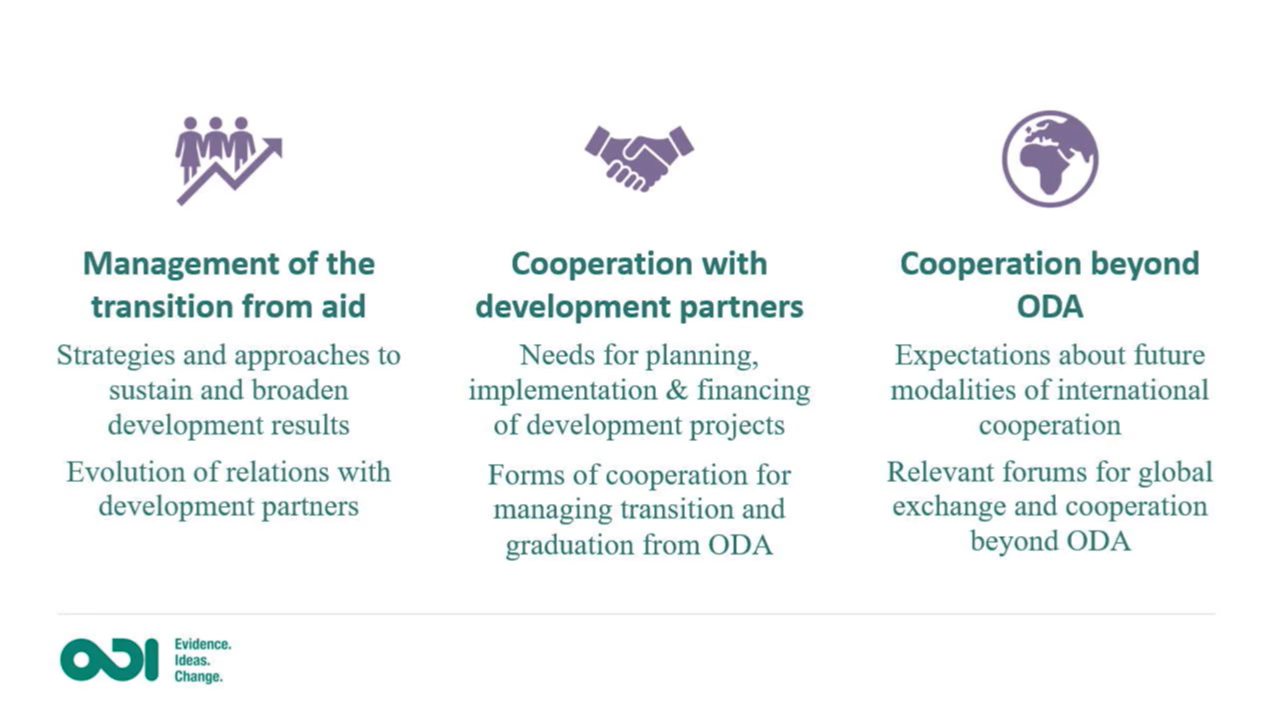 Management of the
transition from aid
Strategies and approaches to
sustain and broaden
development results
Evolution of relations with
development partners
Cooperation with
development partners
Needs for planning,
implementation & financing
of development projects
Forms of cooperation for
managing transition and
graduation from ODA
Cooperation beyond
ODA
Expectations about future
modalities of international
cooperation
Relevant forums for global
exchange and cooperation
beyond ODA
ODI
Evidence.
Ideas.
Change.